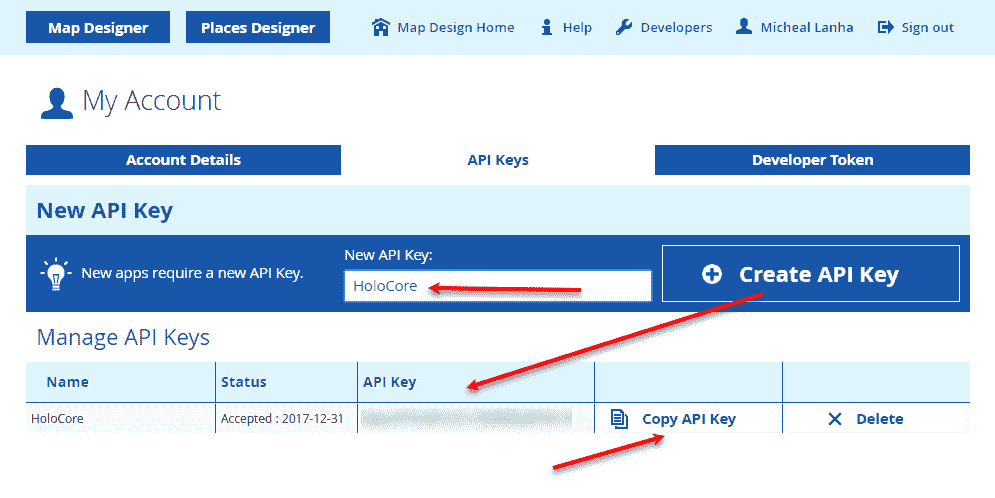 Map Designer Places Designer Map Design Home Help Developers Micheal Lanha Sign out
My Account
Account Details API Keys Developer Token
New API Key
New apps require a new API Key.
New API Key:
HoloCore
Create API Key
Manage API Keys
Name Status API Key
HoloCore Accepted : 2017-12-31 Copy API Key Delete